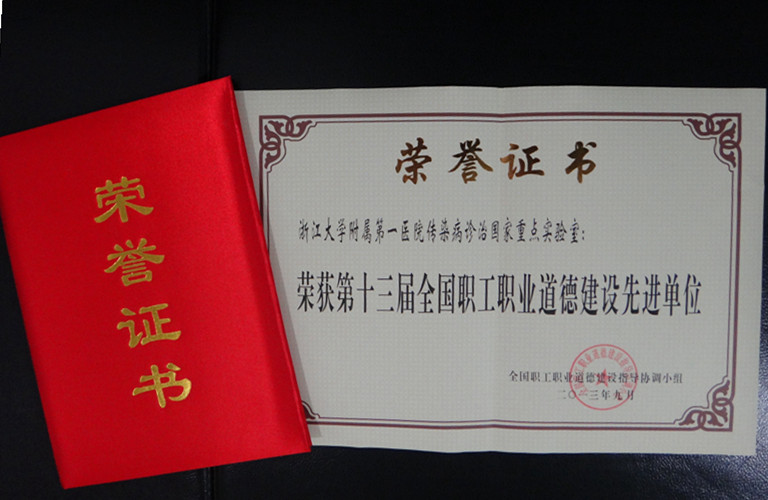 荣誉证书
荣誉证书
浙江大学附属第一医院传染病诊治国家重点实验室：
荣获第十三届全国职工职业道德建设先进单位
全国职工职业道德建设指导协调小组
二〇一三年九月